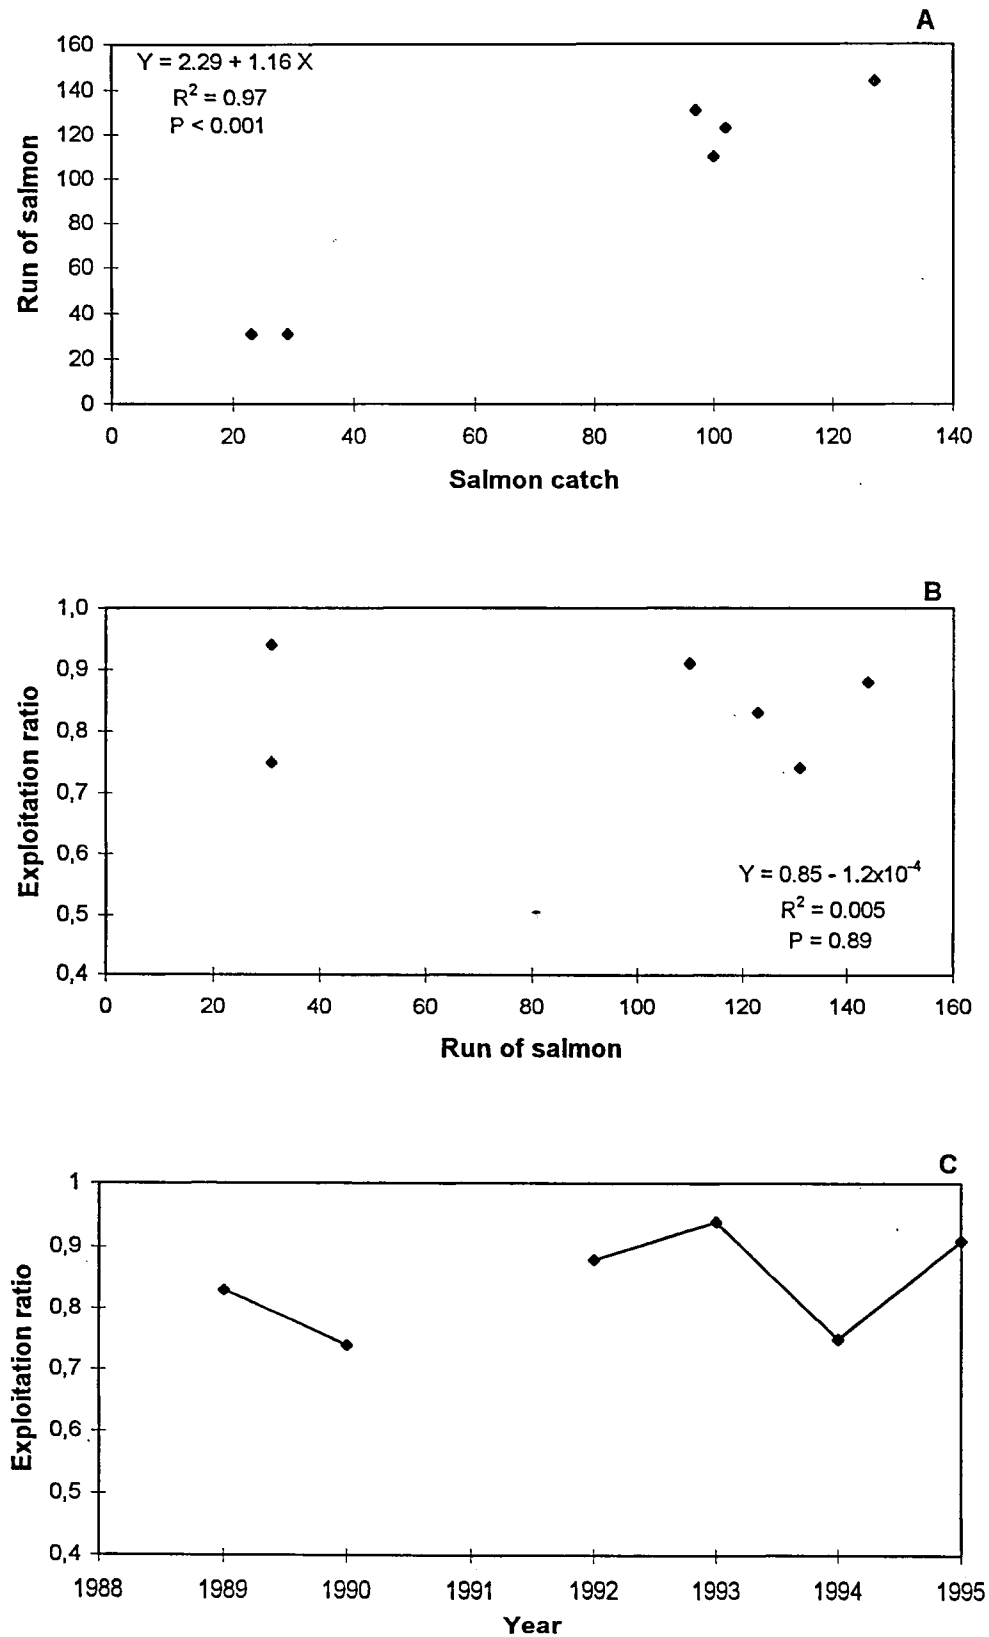 A
160
140
120
100
80
60
40
20
0
Y = 2.29 + 1.16 X
R² = 0.97
P < 0.001
Run of salmon
0 20 40 60 80 100 120 140
Salmon catch
B
1,0
0,9
0,8
0,7
0,6
0,5
0,4
Exploitation ratio
Y = 0.85 - 1.2x10⁻⁴
R² = 0.005
P = 0.89
0 20 40 60 80 100 120 140 160
Run of salmon
C
1
0,9
0,8
0,7
0,6
0,5
0,4
Exploitation ratio
1988 1989 1990 1991 1992 1993 1994 1995
Year